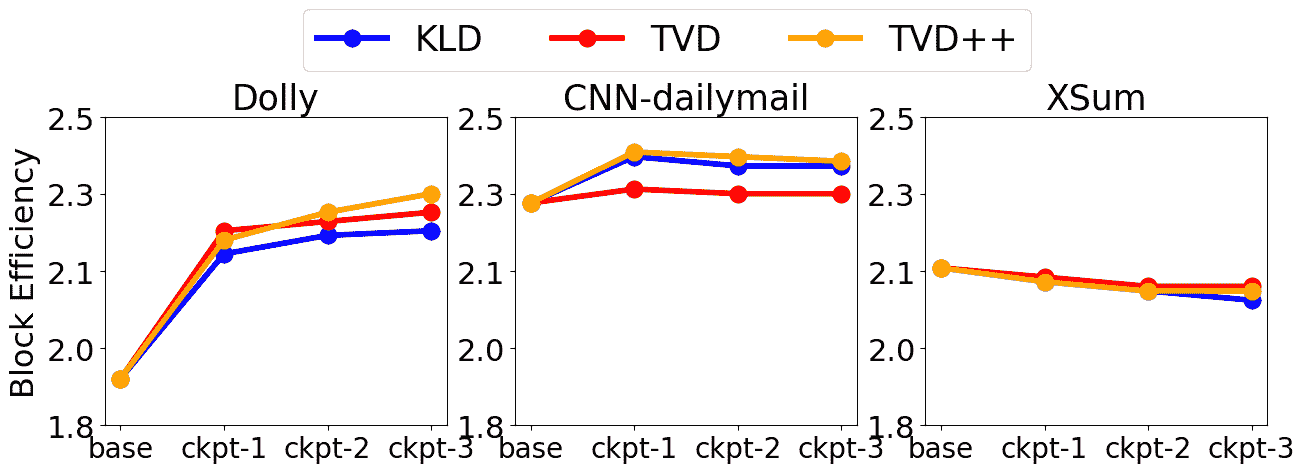 KLD TVD TVD++
Dolly
CNN-dailymail
XSum
Block Efficiency
2.5
2.3
2.1
2.0
1.8
base ckpt-1 ckpt-2 ckpt-3
2.5
2.3
2.1
2.0
1.8
base ckpt-1 ckpt-2 ckpt-3
2.5
2.3
2.1
2.0
1.8
base ckpt-1 ckpt-2 ckpt-3